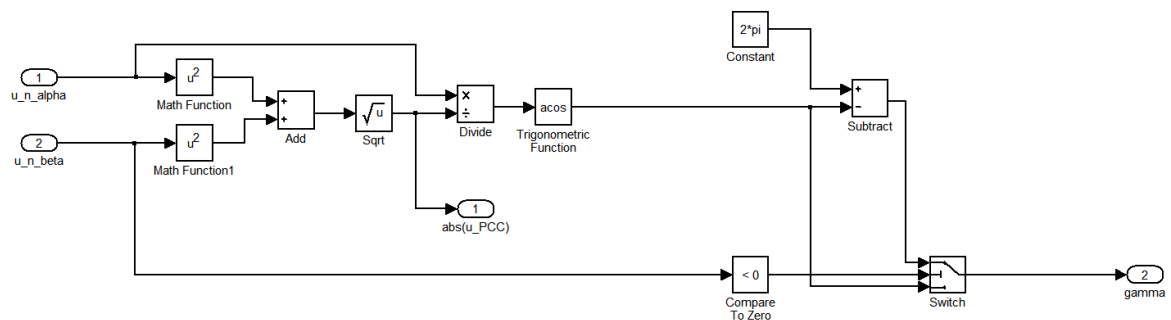 1
u_n_alpha
2
u_n_beta
u²
Math Function
u²
Math Function1
+
+
Add
√u
Sqrt
×
÷
Divide
acos
Trigonometric
Function
1
abs(u_PCC)
2*pi
Constant
+
−
Subtract
< 0
Compare
To Zero
Switch
2
gamma